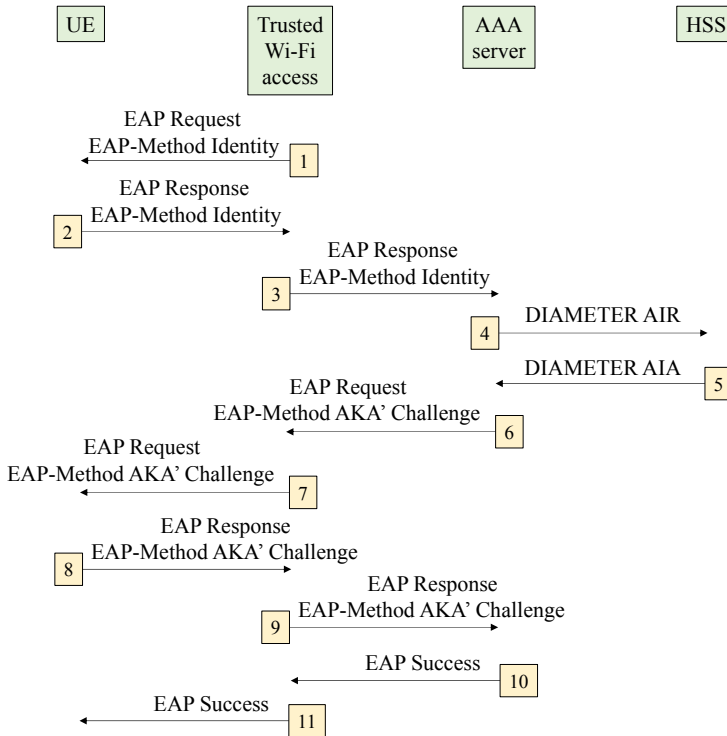 UE
Trusted
Wi-Fi
access
AAA
server
HSS
EAP Request
EAP-Method Identity
1
EAP Response
EAP-Method Identity
2
EAP Response
EAP-Method Identity
3
4
DIAMETER AIR
DIAMETER AIA
5
EAP Request
EAP-Method AKA’ Challenge
6
EAP Request
EAP-Method AKA’ Challenge
7
EAP Response
EAP-Method AKA’ Challenge
8
EAP Response
EAP-Method AKA’ Challenge
9
EAP Success
10
EAP Success
11